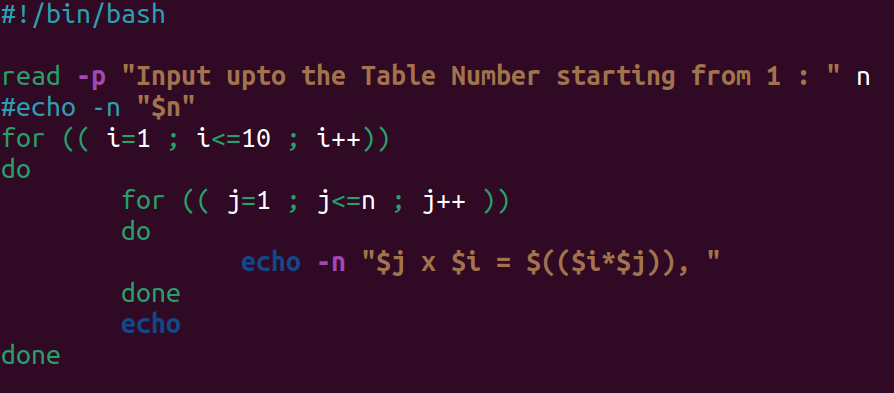 #!/bin/bash

read -p "Input upto the Table Number starting from 1 : " n
#echo -n "$n"
for (( i=1 ; i<=10 ; i++))
do
        for (( j=1 ; j<=n ; j++ ))
        do
                echo -n "$j x $i = $(($i*$j)), "
        done
        echo
done